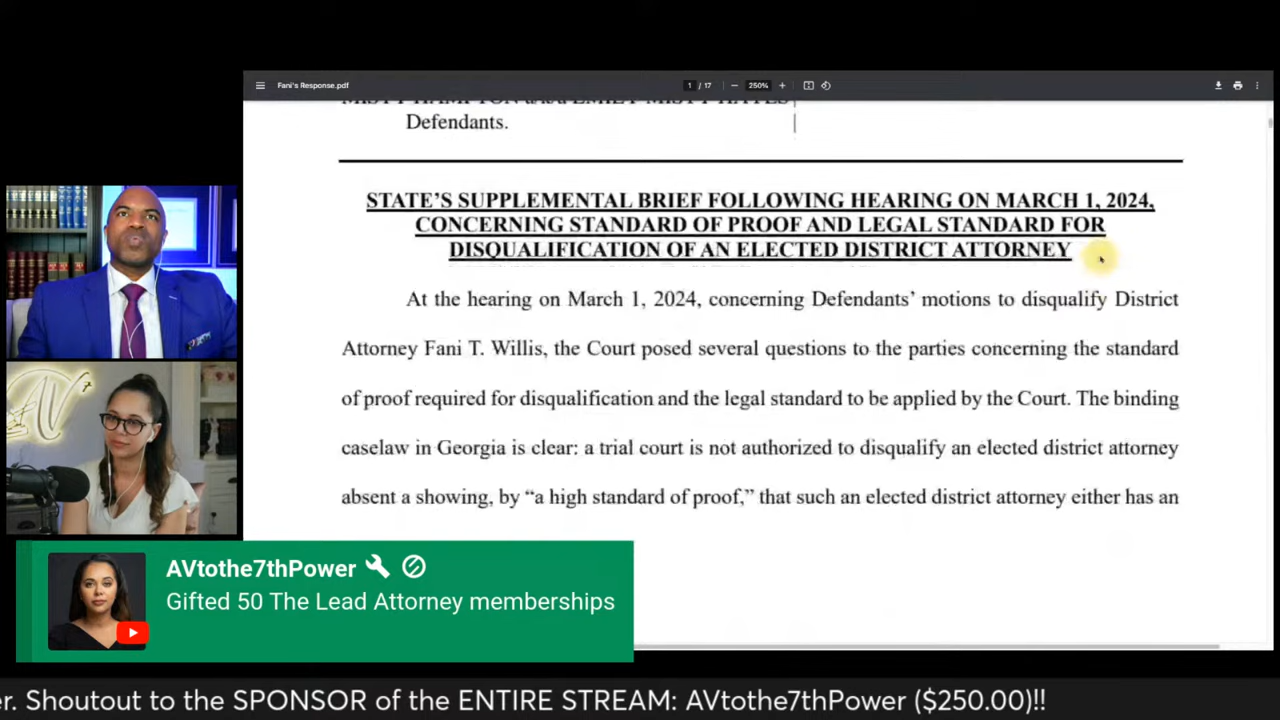 Fani's Response.pdf
1 / 17
250%
Defendants.
STATE'S SUPPLEMENTAL BRIEF FOLLOWING HEARING ON MARCH 1, 2024,
CONCERNING STANDARD OF PROOF AND LEGAL STANDARD FOR
DISQUALIFICATION OF AN ELECTED DISTRICT ATTORNEY
At the hearing on March 1, 2024, concerning Defendants' motions to disqualify District
Attorney Fani T. Willis, the Court posed several questions to the parties concerning the standard
of proof required for disqualification and the legal standard to be applied by the Court. The binding
caselaw in Georgia is clear: a trial court is not authorized to disqualify an elected district attorney
absent a showing, by “a high standard of proof,” that such an elected district attorney either has an
AV7
AVtothe7thPower
Gifted 50 The Lead Attorney memberships
er. Shoutout to the SPONSOR of the ENTIRE STREAM: AVtothe7thPower ($250.00)!!